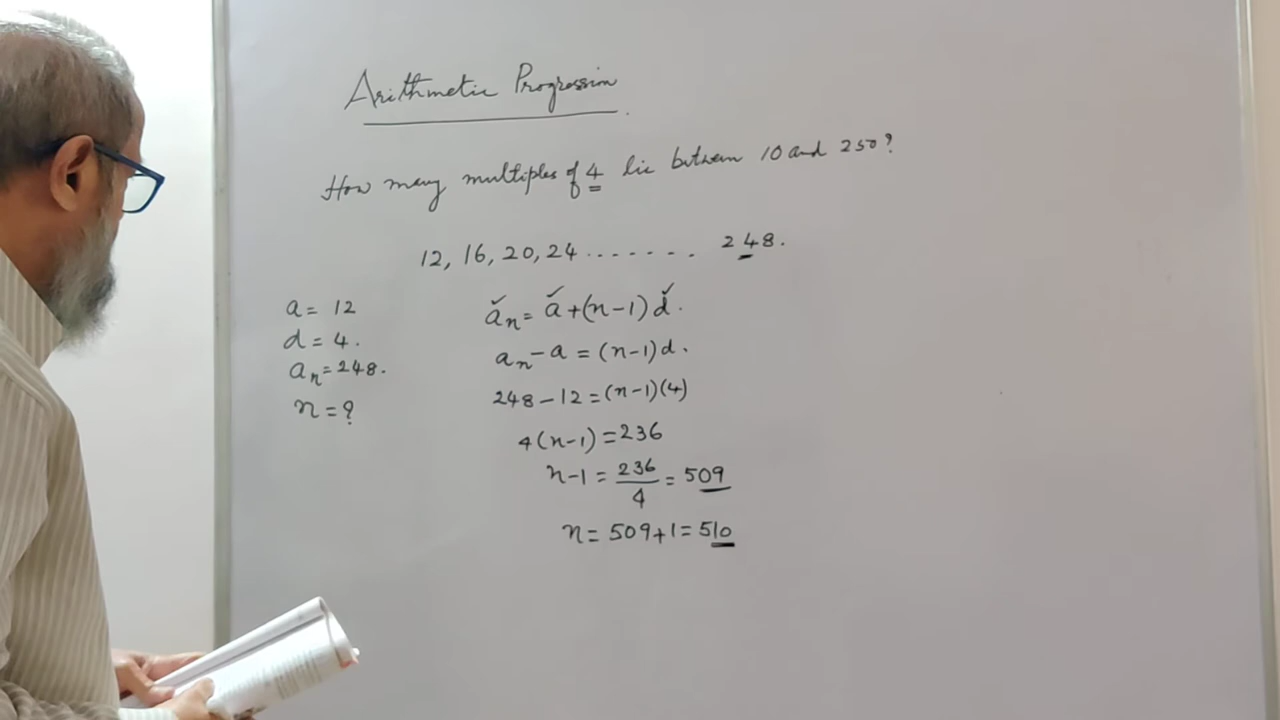 Arithmetic Progression
How many multiples of 4 lie between 10 and 250?
12, 16, 20, 24 ....... 248.
a = 12
d = 4.
aₙ = 248.
n = ?
aₙ = a + (n-1) d.
aₙ - a = (n-1) d.
248 - 12 = (n-1)(4)
4(n-1) = 236
n-1 = 236/4 = 509
n = 509 + 1 = 510